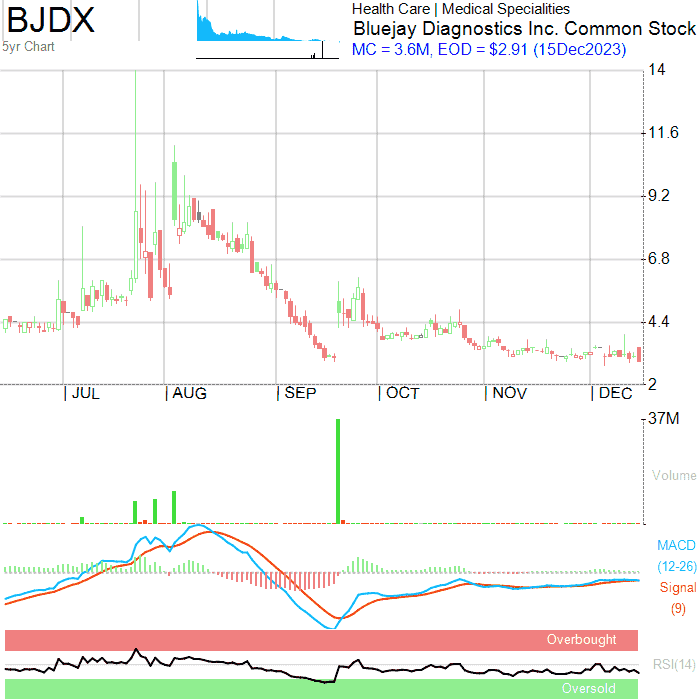 BJDX
5yr Chart
Health Care | Medical Specialities
Bluejay Diagnostics Inc. Common Stock
MC = 3.6M, EOD = $2.91 (15Dec2023)
14
11.6
9.2
6.8
4.4
2
JUL AUG SEP OCT NOV DEC
37M
Volume
MACD
(12-26)
Signal
(9)
Overbought
RSI(14)
Oversold